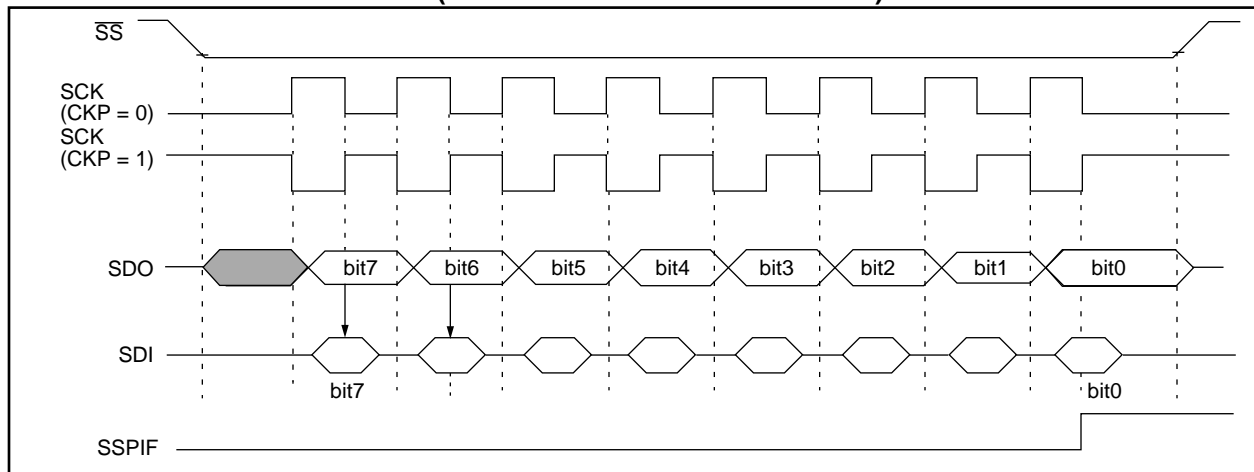 SS
SCK
(CKP = 0)
SCK
(CKP = 1)
SDO
bit7 bit6 bit5 bit4 bit3 bit2 bit1 bit0
SDI
bit7 bit0
SSPIF